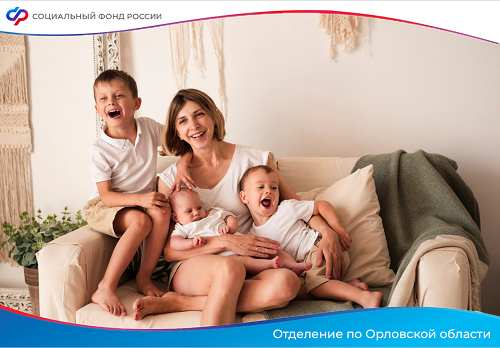 СОЦИАЛЬНЫЙ ФОНД РОССИИ
Отделение по Орловской области